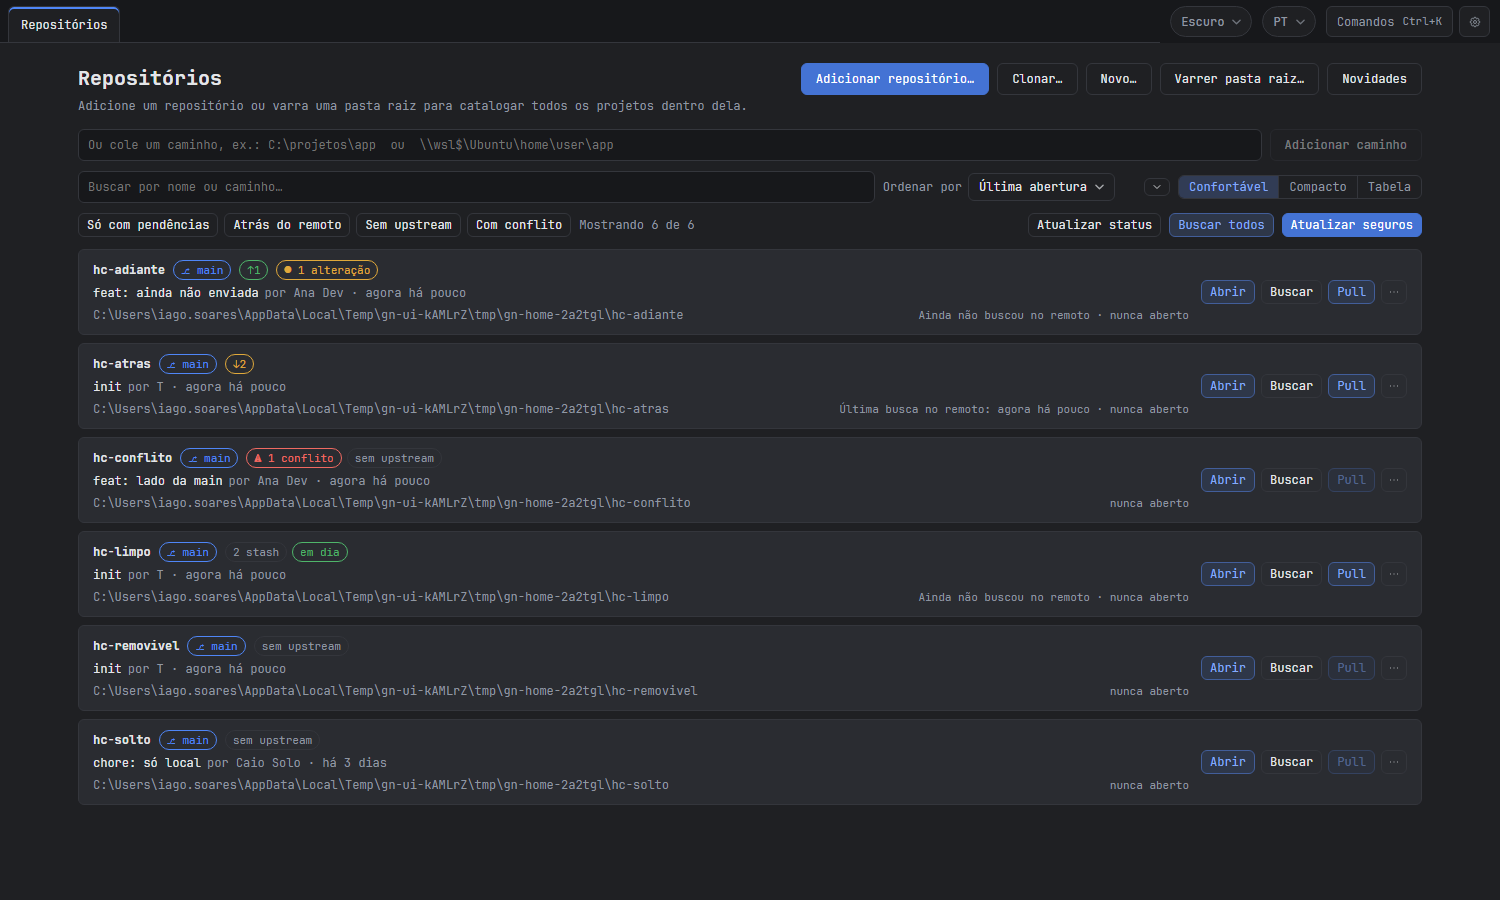 Repositórios
Escuro
PT
Comandos Ctrl+K
Repositórios
Adicionar repositório…
Clonar…
Novo…
Varrer pasta raiz…
Novidades
Adicione um repositório ou varra uma pasta raiz para catalogar todos os projetos dentro dela.
Ou cole um caminho, ex.: C:\projetos\app  ou  \\wsl$\Ubuntu\home\user\app
Adicionar caminho
Buscar por nome ou caminho…
Ordenar por
Última abertura
Confortável
Compacto
Tabela
Só com pendências
Atrás do remoto
Sem upstream
Com conflito
Mostrando 6 de 6
Atualizar status
Buscar todos
Atualizar seguros
hc-adiante main ↑1 1 alteração
feat: ainda não enviada por Ana Dev · agora há pouco
C:\Users\iago.soares\AppData\Local\Temp\gn-ui-kAMLrZ\tmp\gn-home-2a2tgl\hc-adiante
Ainda não buscou no remoto · nunca aberto
Abrir
Buscar
Pull
…
hc-atras main ↓2
init por T · agora há pouco
C:\Users\iago.soares\AppData\Local\Temp\gn-ui-kAMLrZ\tmp\gn-home-2a2tgl\hc-atras
Última busca no remoto: agora há pouco · nunca aberto
Abrir
Buscar
Pull
…
hc-conflito main 1 conflito sem upstream
feat: lado da main por Ana Dev · agora há pouco
C:\Users\iago.soares\AppData\Local\Temp\gn-ui-kAMLrZ\tmp\gn-home-2a2tgl\hc-conflito
nunca aberto
Abrir
Buscar
Pull
…
hc-limpo main 2 stash em dia
init por T · agora há pouco
C:\Users\iago.soares\AppData\Local\Temp\gn-ui-kAMLrZ\tmp\gn-home-2a2tgl\hc-limpo
Ainda não buscou no remoto · nunca aberto
Abrir
Buscar
Pull
…
hc-removivel main sem upstream
init por T · agora há pouco
C:\Users\iago.soares\AppData\Local\Temp\gn-ui-kAMLrZ\tmp\gn-home-2a2tgl\hc-removivel
nunca aberto
Abrir
Buscar
Pull
…
hc-solto main sem upstream
chore: só local por Caio Solo · há 3 dias
C:\Users\iago.soares\AppData\Local\Temp\gn-ui-kAMLrZ\tmp\gn-home-2a2tgl\hc-solto
nunca aberto
Abrir
Buscar
Pull
…